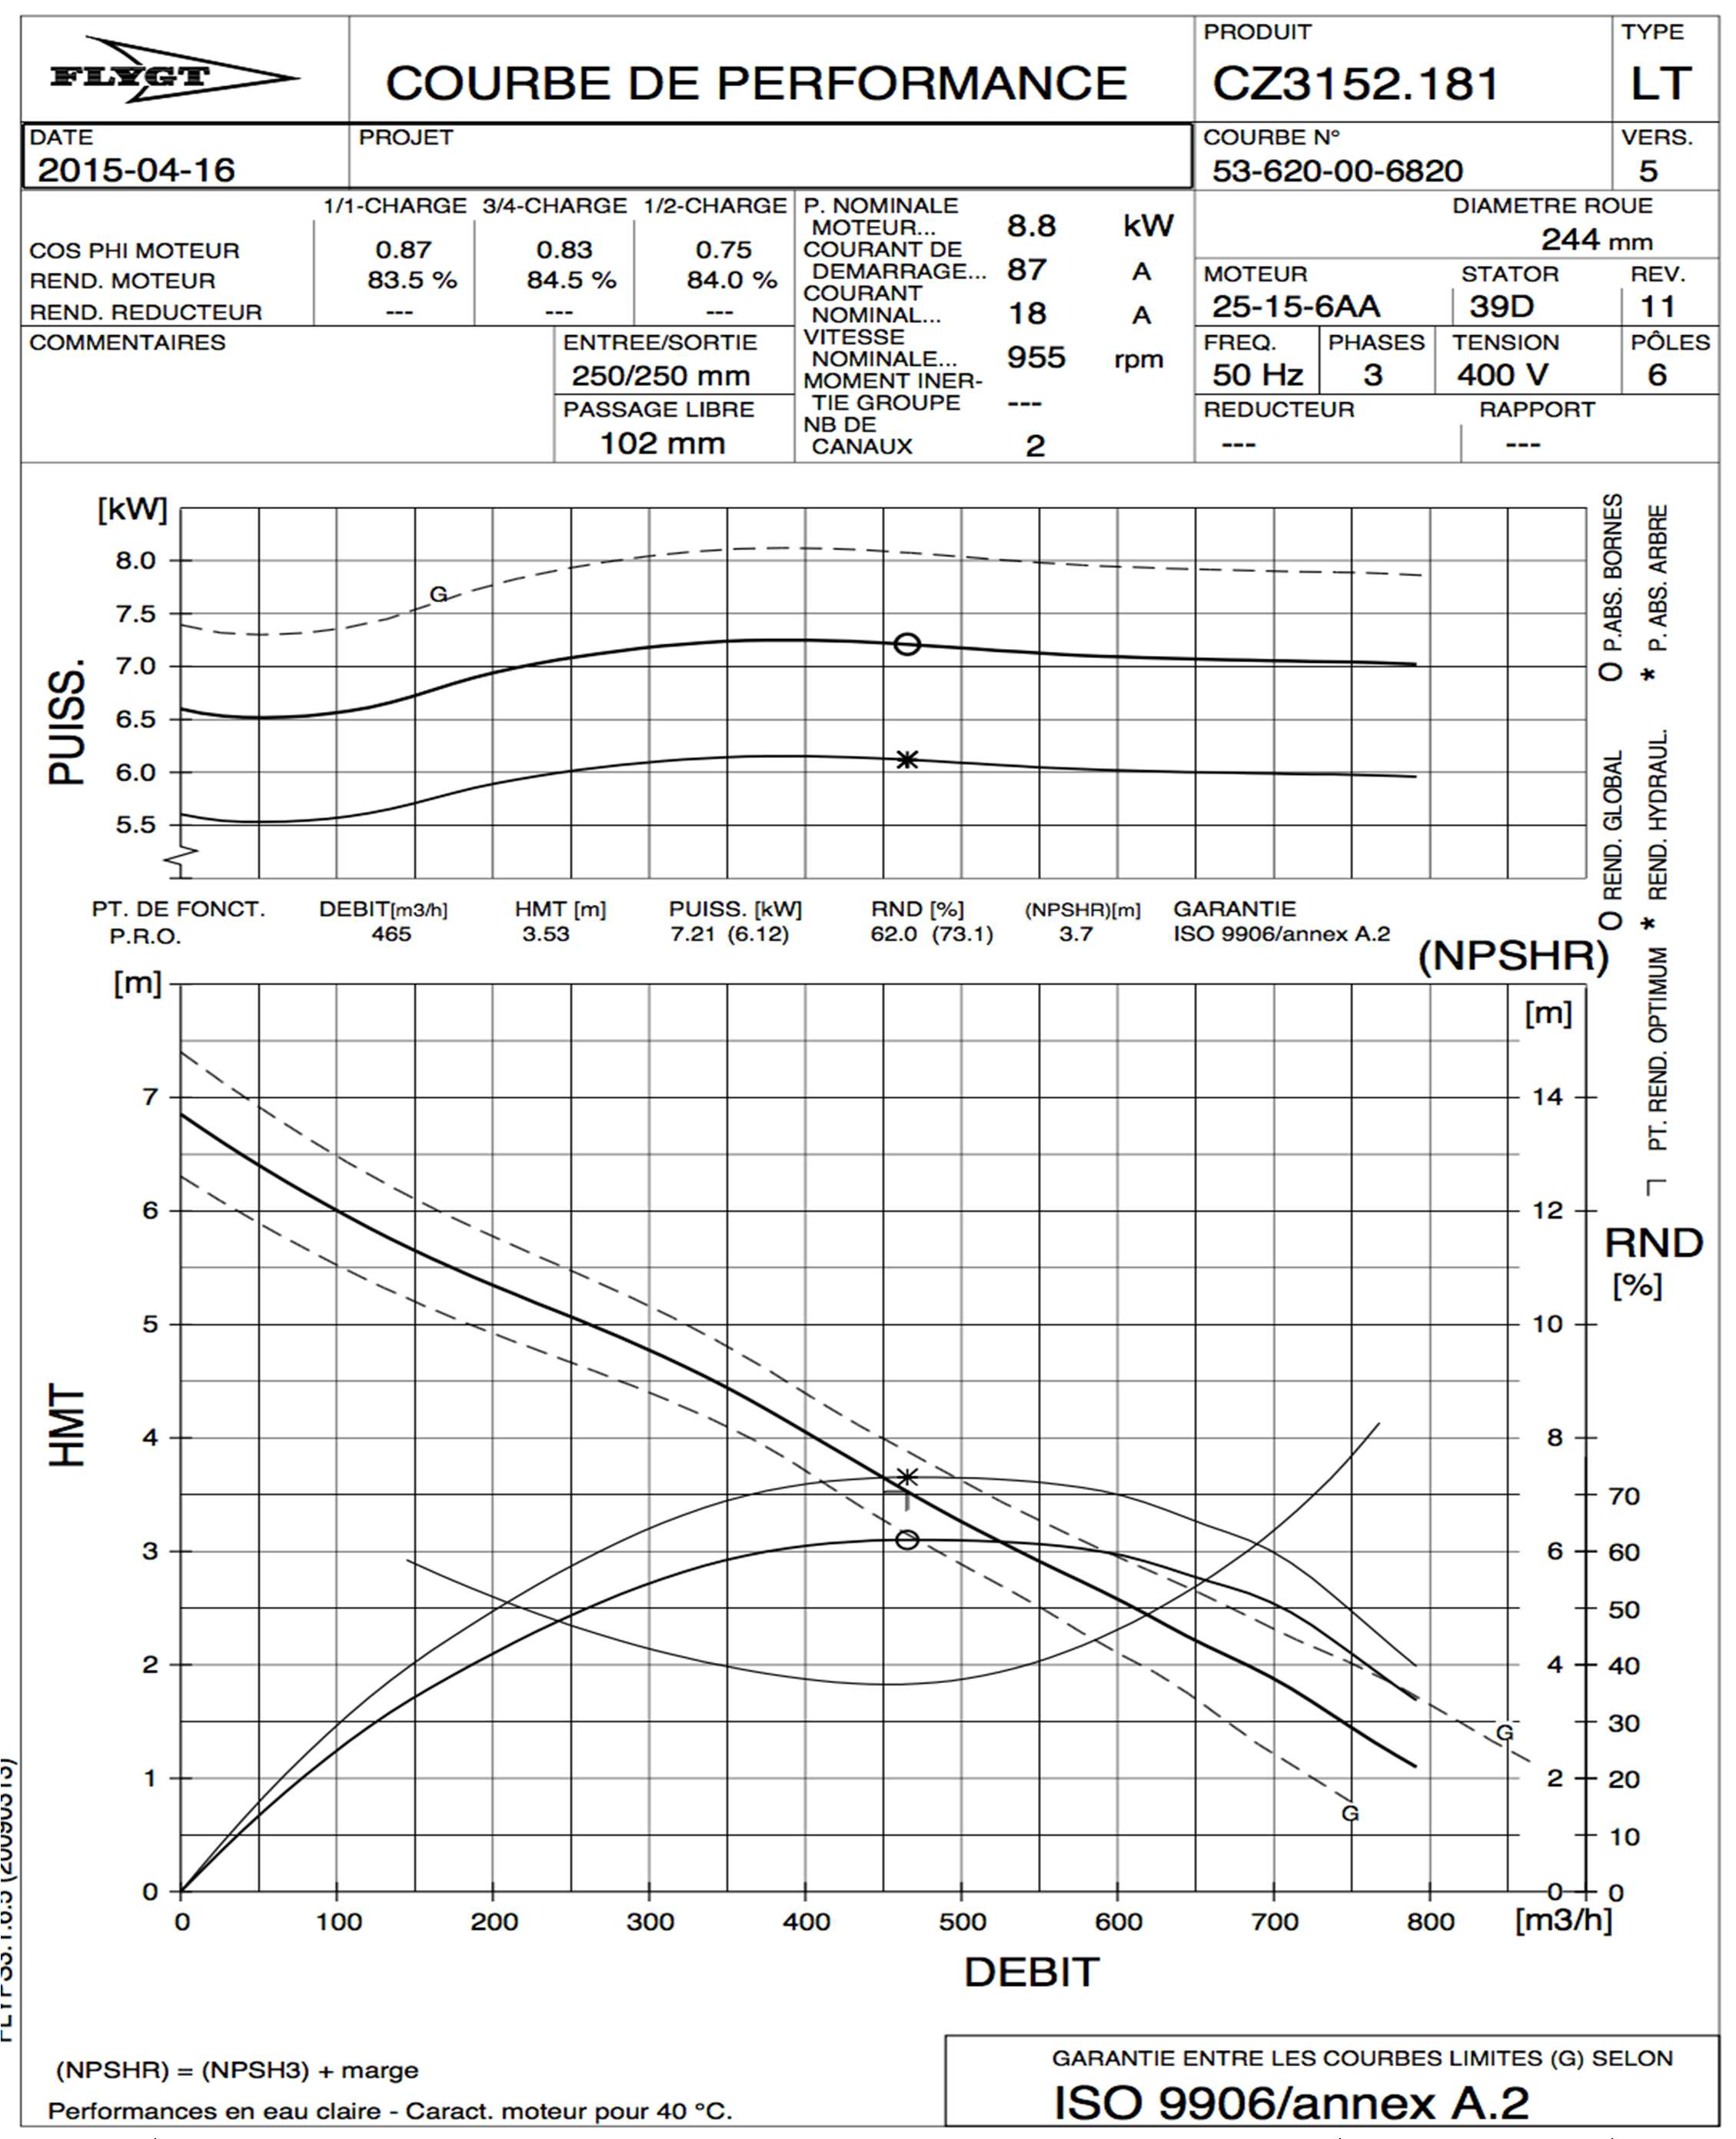 FLYGT
COURBE DE PERFORMANCE
PRODUIT
CZ3152.181
TYPE
LT
DATE
2015-04-16
PROJET
COURBE N°
53-620-00-6820
VERS.
5
1/1-CHARGE 3/4-CHARGE 1/2-CHARGE
COS PHI MOTEUR 0.87 0.83 0.75
REND. MOTEUR 83.5 % 84.5 % 84.0 %
REND. REDUCTEUR --- --- ---
COMMENTAIRES
ENTREE/SORTIE
250/250 mm
PASSAGE LIBRE
102 mm
P. NOMINALE
MOTEUR... 8.8 kW
COURANT DE
DEMARRAGE... 87 A
COURANT
NOMINAL... 18 A
VITESSE
NOMINALE... 955 rpm
MOMENT INER-
TIE GROUPE ---
NB DE
CANAUX 2
DIAMETRE ROUE
244 mm
MOTEUR STATOR REV.
25-15-6AA 39D 11
FREQ. PHASES TENSION PÔLES
50 Hz 3 400 V 6
REDUCTEUR RAPPORT
--- ---
[kW]
8.0
G
7.5
7.0
6.5
6.0
5.5
PUISS.
O P.ABS. BORNES
* P. ABS. ARBRE
O REND. GLOBAL
* REND. HYDRAUL.
PT. REND. OPTIMUM
PT. DE FONCT. DEBIT[m3/h] HMT [m] PUISS. [kW] RND [%] (NPSHR)[m] GARANTIE
P.R.O. 465 3.53 7.21 (6.12) 62.0 (73.1) 3.7 ISO 9906/annex A.2
(NPSHR)
[m]
[m]
7 14
6 12
RND
[%]
5 10
HMT
4 8
70
3 6 60
50
2 4 40
30
G
1 2 20
G
10
0 0 0
0 100 200 300 400 500 600 700 800 [m3/h]
DEBIT
(NPSHR) = (NPSH3) + marge
Performances en eau claire - Caract. moteur pour 40 °C.
GARANTIE ENTRE LES COURBES LIMITES (G) SELON
ISO 9906/annex A.2